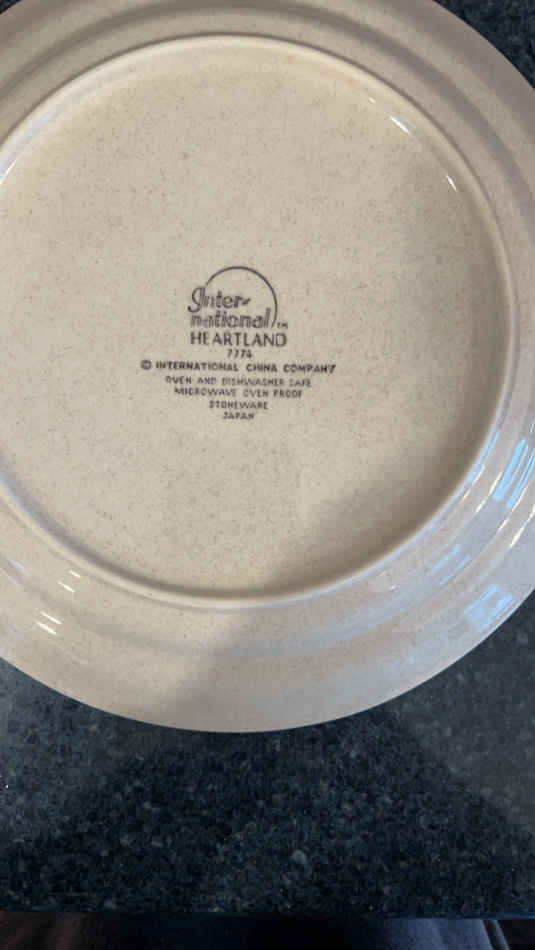 Inter-
national TM
HEARTLAND
7774
© INTERNATIONAL CHINA COMPANY
OVEN AND DISHWASHER SAFE
MICROWAVE OVEN PROOF
STONEWARE
JAPAN